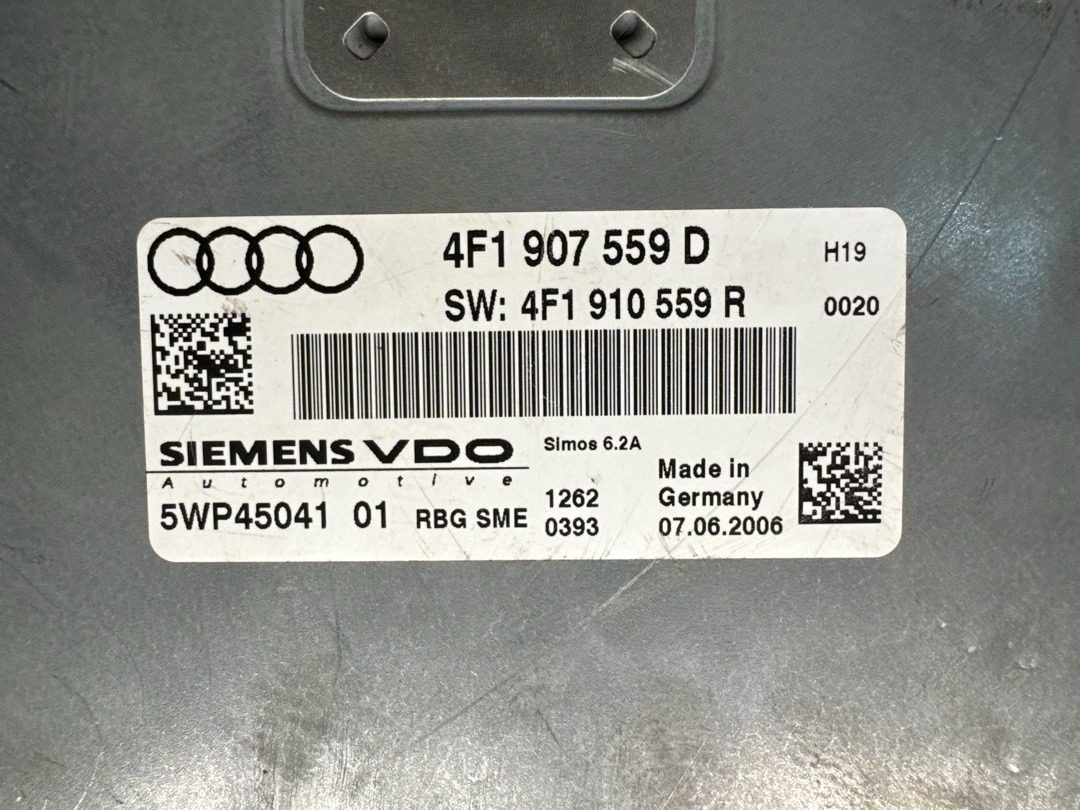 4F1 907 559 D H19
SW: 4F1 910 559 R 0020
SIEMENS VDO
Automotive
Simos 6.2A
5WP45041 01 RBG SME
1262
0393
Made in
Germany
07.06.2006